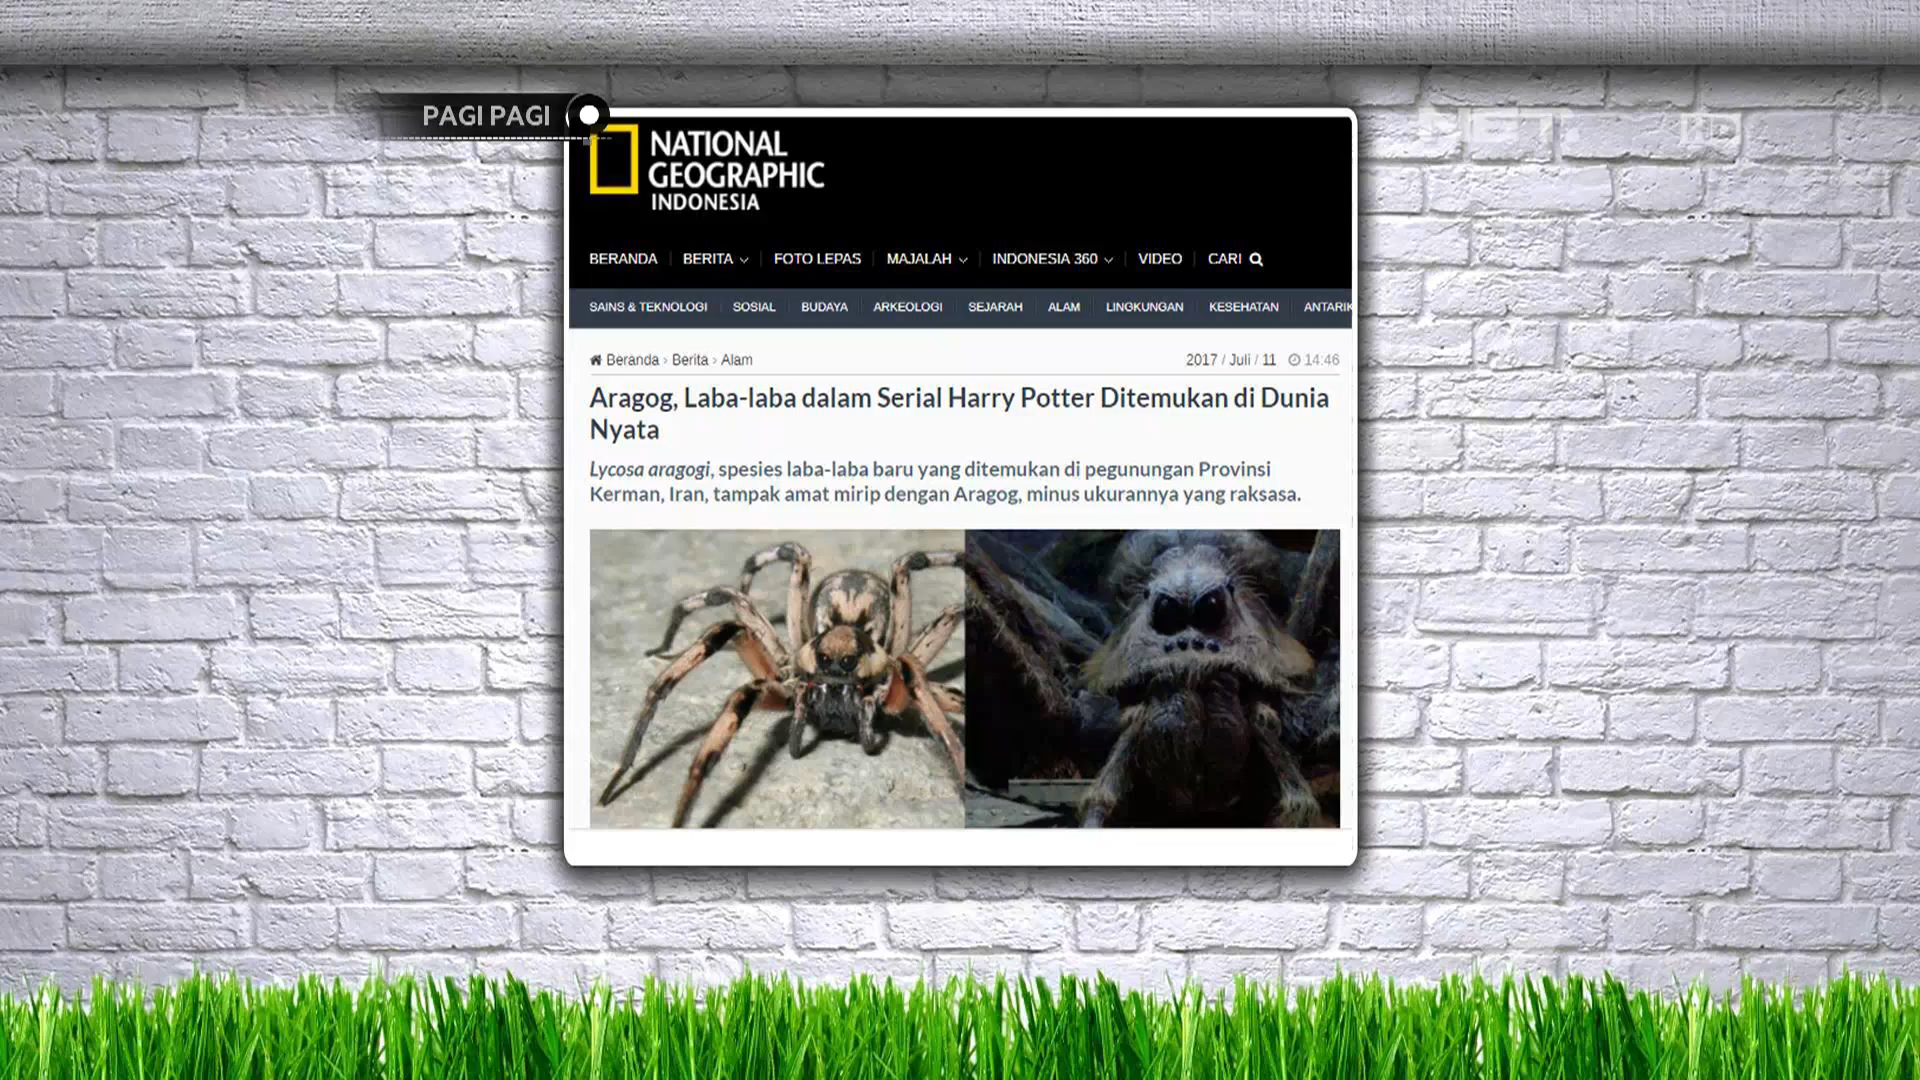 PAGI PAGI
NET.
HD
NATIONAL
GEOGRAPHIC
INDONESIA
BERANDA BERITA FOTO LEPAS MAJALAH INDONESIA 360 VIDEO CARI
SAINS & TEKNOLOGI SOSIAL BUDAYA ARKEOLOGI SEJARAH ALAM LINGKUNGAN KESEHATAN ANTARIK
Beranda › Berita › Alam 2017 / Juli / 11 14:46
Aragog, Laba-laba dalam Serial Harry Potter Ditemukan di Dunia
Nyata
Lycosa aragogi, spesies laba-laba baru yang ditemukan di pegunungan Provinsi
Kerman, Iran, tampak amat mirip dengan Aragog, minus ukurannya yang raksasa.